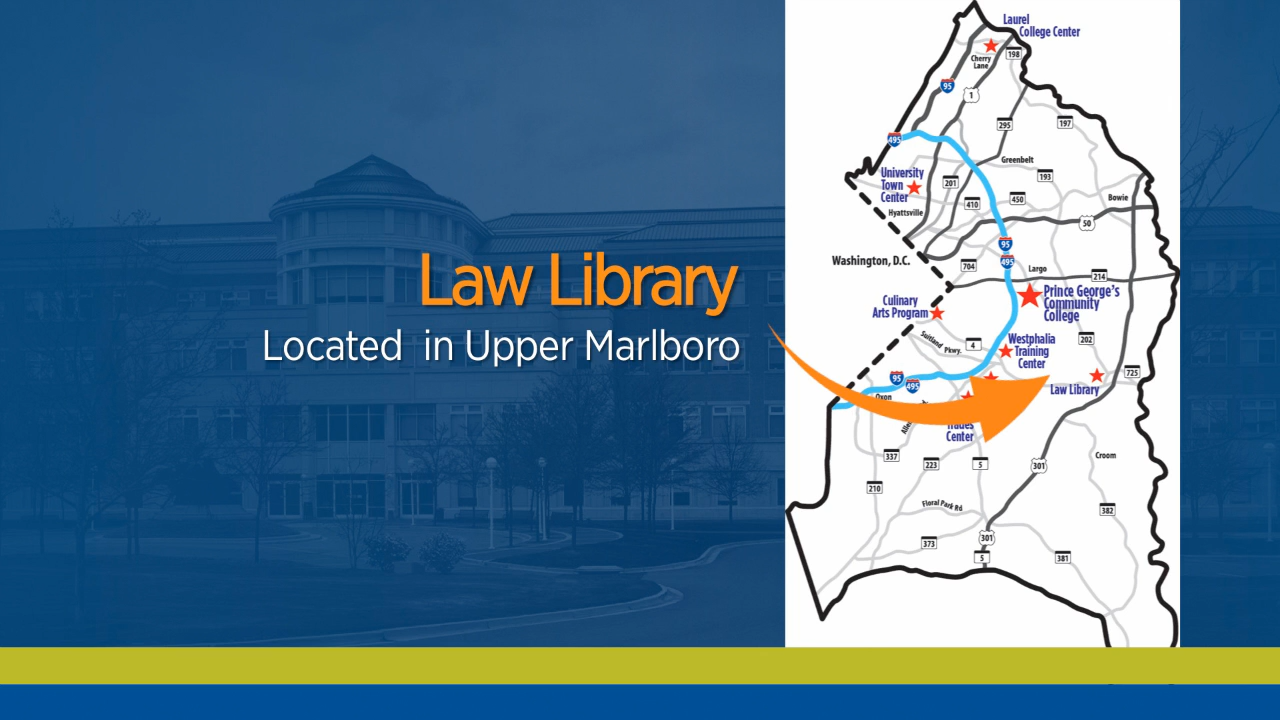 Law Library
Located in Upper Marlboro
Laurel
College Center
198
Cherry
Lane
95
1
295
197
495
Greenbelt
University
Town
Center
193
201
450
410
Bowie
Hyattsville
50
95
Washington, D.C.
495
704
Largo
214
Prince George's
Community
College
Culinary
Arts Program
Suitland Pkwy.
4
202
Westphalia
Training
Center
95
495
725
Law Library
Oxon
Center
337
223
5
301
Croom
210
Floral Park Rd
382
373
301
5
381